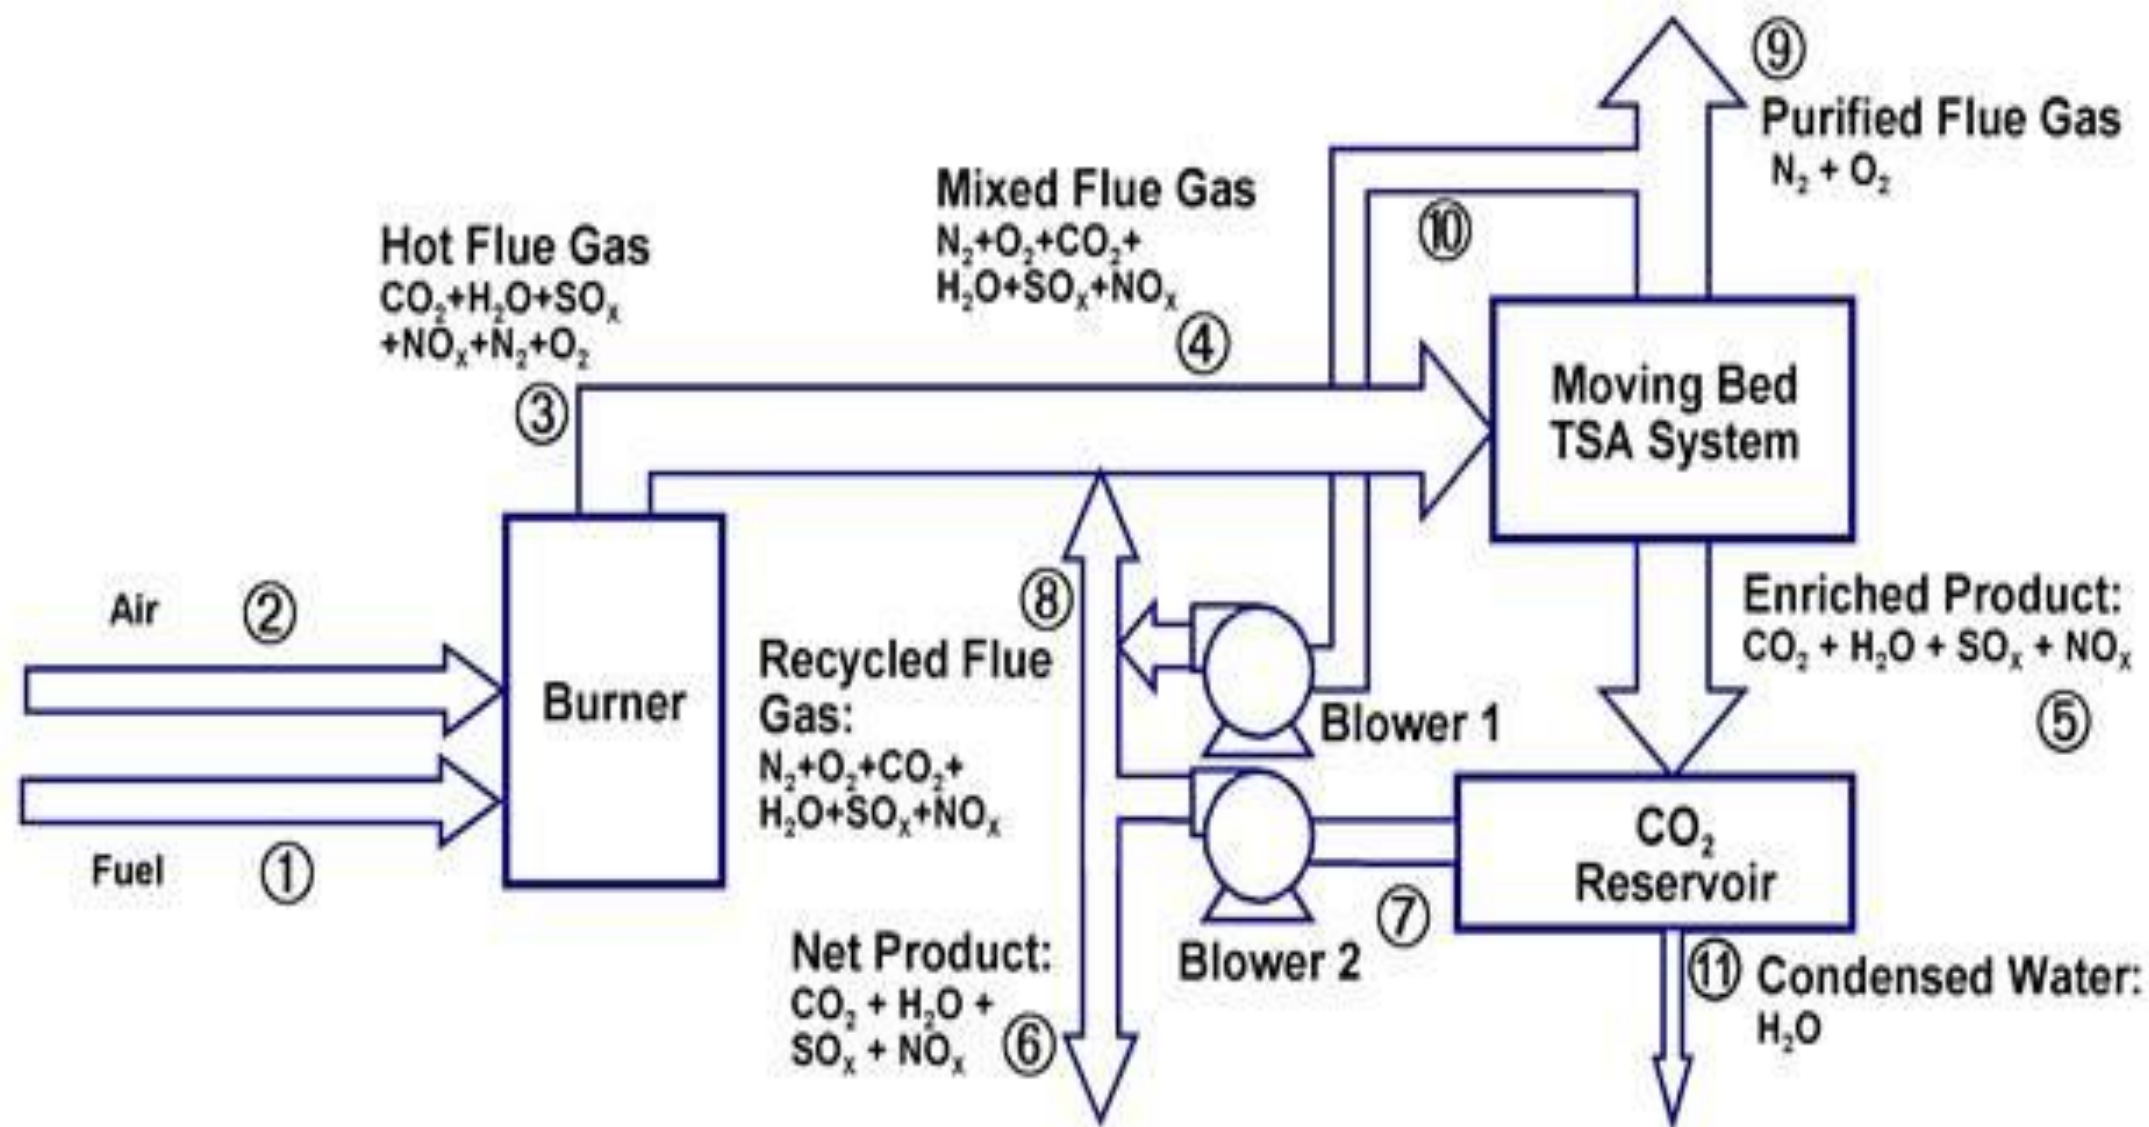 ⑨
Purified Flue Gas
N₂ + O₂
Mixed Flue Gas
N₂+O₂+CO₂+
H₂O+SOₓ+NOₓ
④
⑩
Hot Flue Gas
CO₂+H₂O+SOₓ
+NOₓ+N₂+O₂
③
Moving Bed
TSA System
Air ②
Burner
Fuel ①
⑧
Recycled Flue
Gas:
N₂+O₂+CO₂+
H₂O+SOₓ+NOₓ
Blower 1
Enriched Product:
CO₂ + H₂O + SOₓ + NOₓ
⑤
CO₂
Reservoir
⑦
Blower 2
Net Product:
CO₂ + H₂O +
SOₓ + NOₓ ⑥
⑪ Condensed Water:
H₂O